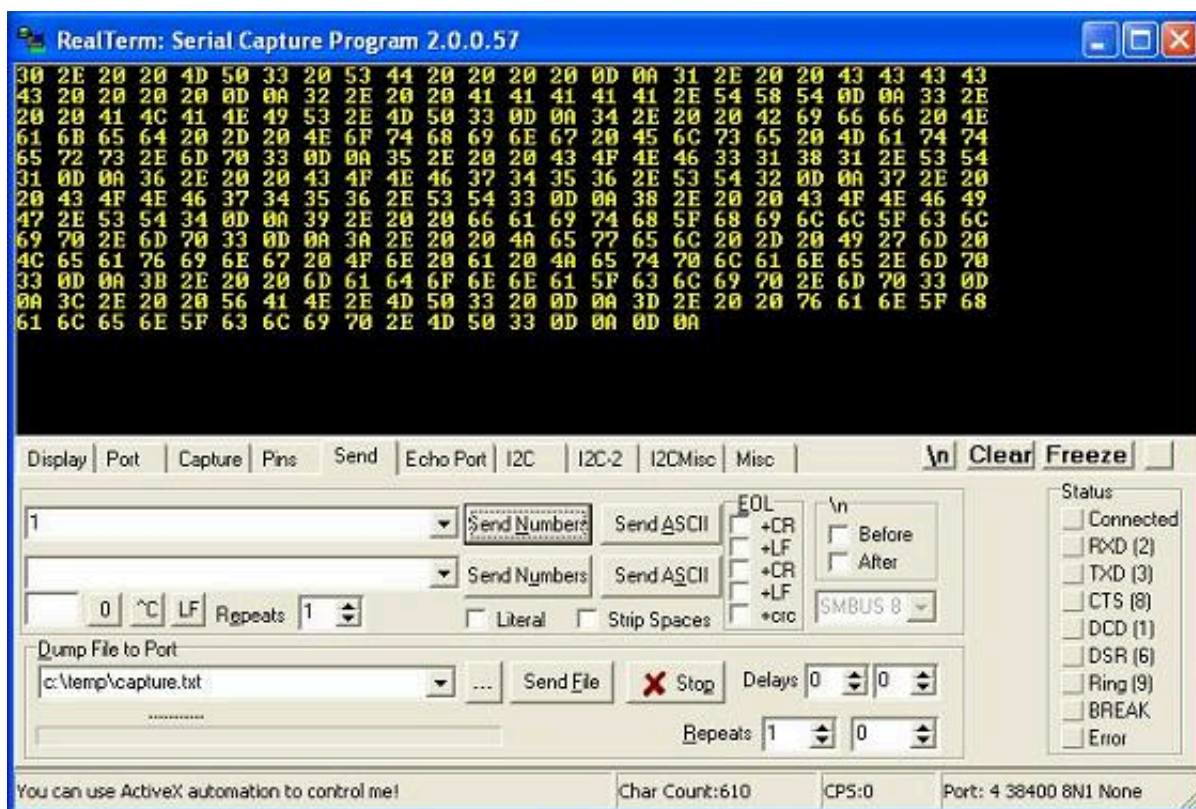 RealTerm: Serial Capture Program 2.0.0.57
30 2E 20 20 4D 50 33 20 53 44 20 20 20 20 0D 0A 31 2E 20 20 43 43 43 43
43 20 20 20 20 0D 0A 32 2E 20 20 41 41 41 41 41 2E 54 58 54 0D 0A 33 2E
20 20 41 4C 41 4E 49 53 2E 4D 50 33 0D 0A 34 2E 20 20 42 69 66 66 20 4E
61 6B 65 64 20 2D 20 4E 6F 74 68 69 6E 67 20 45 6C 73 65 20 4D 61 74 74
65 72 73 2E 6D 70 33 0D 0A 35 2E 20 20 43 4F 4E 46 33 31 38 31 2E 53 54
31 0D 0A 36 2E 20 20 43 4F 4E 46 37 34 35 36 2E 53 54 32 0D 0A 37 2E 20
20 43 4F 4E 46 37 34 35 36 2E 53 54 33 0D 0A 38 2E 20 20 43 4F 4E 46 49
47 2E 53 54 34 0D 0A 39 2E 20 20 66 61 69 74 68 5F 68 69 6C 6C 5F 63 6C
69 70 2E 6D 70 33 0D 0A 3A 2E 20 20 4A 65 77 65 6C 20 2D 20 49 27 6D 20
4C 65 61 76 69 6E 67 20 4F 6E 20 61 20 4A 65 74 70 6C 61 6E 65 2E 6D 70
33 0D 0A 3B 2E 20 20 6D 61 64 6F 6E 6E 61 5F 63 6C 69 70 2E 6D 70 33 0D
0A 3C 2E 20 20 56 41 4E 2E 4D 50 33 20 0D 0A 3D 2E 20 20 76 61 6E 5F 68
61 6C 65 6E 5F 63 6C 69 70 2E 4D 50 33 0D 0A 0D 0A
Display Port Capture Pins Send Echo Port I2C I2C-2 I2CMisc Misc \n Clear Freeze
EOL \n Status
1 Send Numbers Send ASCII +CR Before Connected
+LF After RXD (2)
Send Numbers Send ASCII +CR TXD (3)
+LF
0 ^C LF Repeats 1 Literal Strip Spaces +crc SMBUS 8 CTS (8)
DCD (1)
Dump File to Port DSR (6)
c:\temp\capture.txt ... Send File Stop Delays 0 0 Ring (9)
BREAK
Repeats 1 0 Error
You can use ActiveX automation to control me! Char Count:610 CPS:0 Port: 4 38400 8N1 None